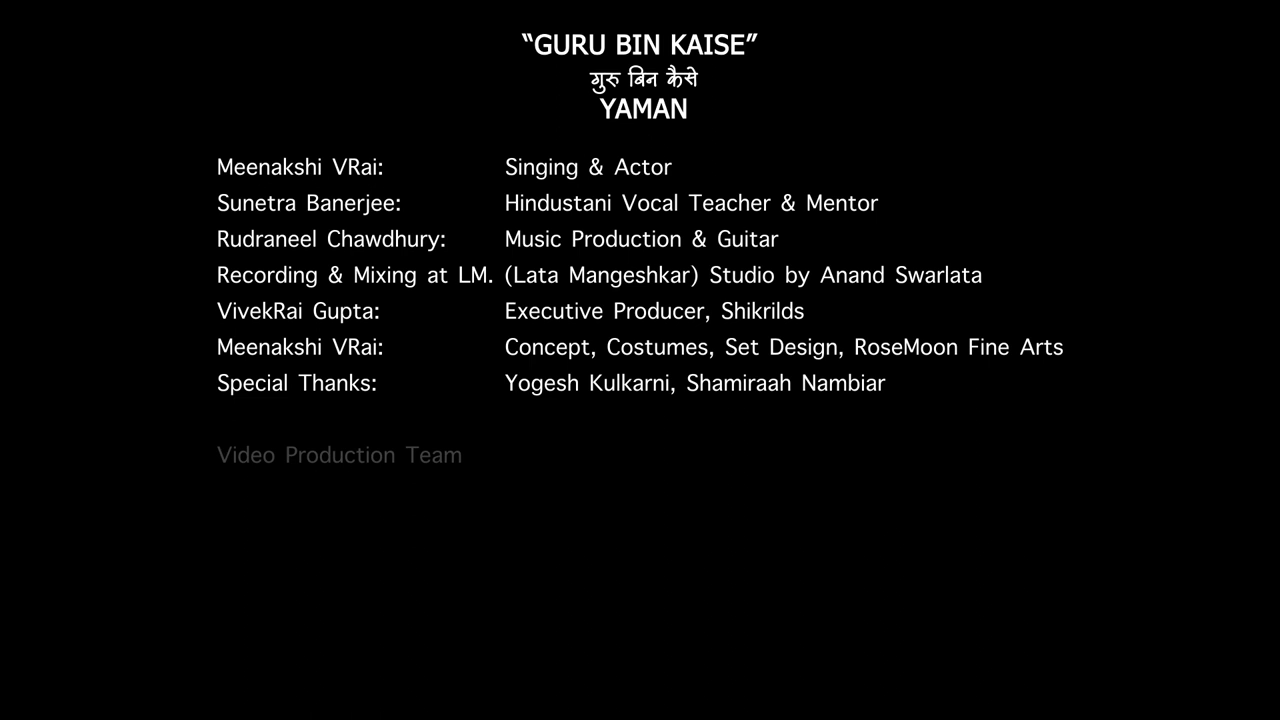 “GURU BIN KAISE”
गुरु बिन कैसे
YAMAN
Meenakshi VRai: Singing & Actor
Sunetra Banerjee: Hindustani Vocal Teacher & Mentor
Rudraneel Chawdhury: Music Production & Guitar
Recording & Mixing at LM. (Lata Mangeshkar) Studio by Anand Swarlata
VivekRai Gupta: Executive Producer, Shikrilds
Meenakshi VRai: Concept, Costumes, Set Design, RoseMoon Fine Arts
Special Thanks: Yogesh Kulkarni, Shamiraah Nambiar
Video Production Team